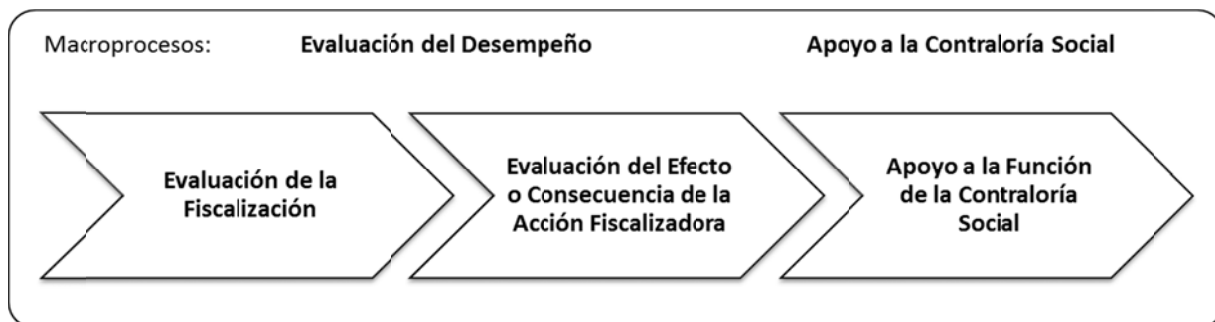 Macroprocesos: Evaluación del Desempeño Apoyo a la Contraloría Social
Evaluación de la
Fiscalización
Evaluación del Efecto
o Consecuencia de la
Acción Fiscalizadora
Apoyo a la Función
de la Contraloría
Social